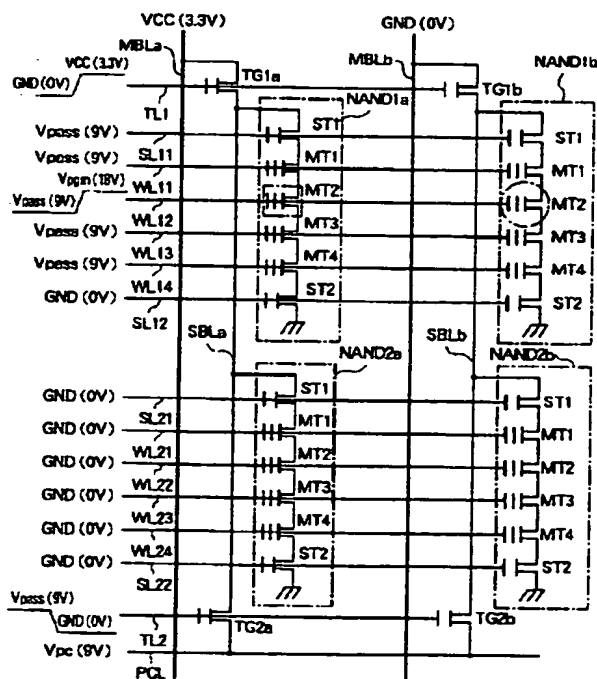 VCC (3.3V) GND (0V)
MBLa MBLb NAND1b
VCC (3.3V)
GND (0V) TG1a TG1b
TL1 NAND1a
Vpass (9V) ST1 ST1
SL11
Vpass (9V) MT1 MT1
Vpgm (18V) WL11
Vpass (9V) MT2 MT2
WL12
Vpass (9V) MT3 MT3
WL13
Vpass (9V) MT4 MT4
WL14
GND (0V) ST2 ST2
SL12
SBLa SBLb
NAND2a NAND2b
GND (0V) ST1 ST1
SL21
GND (0V) MT1 MT1
WL21
GND (0V) MT2 MT2
WL22
GND (0V) MT3 MT3
WL23
GND (0V) MT4 MT4
WL24
GND (0V) ST2 ST2
SL22
Vpass (9V)
GND (0V) TG2a TG2b
TL2
Vpc (9V)
PCL